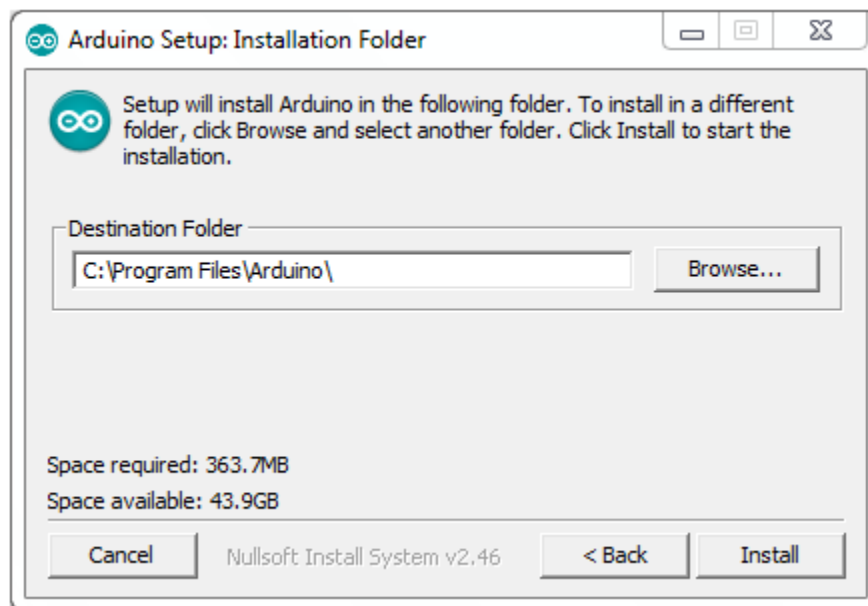 Arduino Setup: Installation Folder
Setup will install Arduino in the following folder. To install in a different
folder, click Browse and select another folder. Click Install to start the
installation.
Destination Folder
C:\Program Files\Arduino\
Browse...
Space required: 363.7MB
Space available: 43.9GB
Cancel
Nullsoft Install System v2.46
< Back
Install